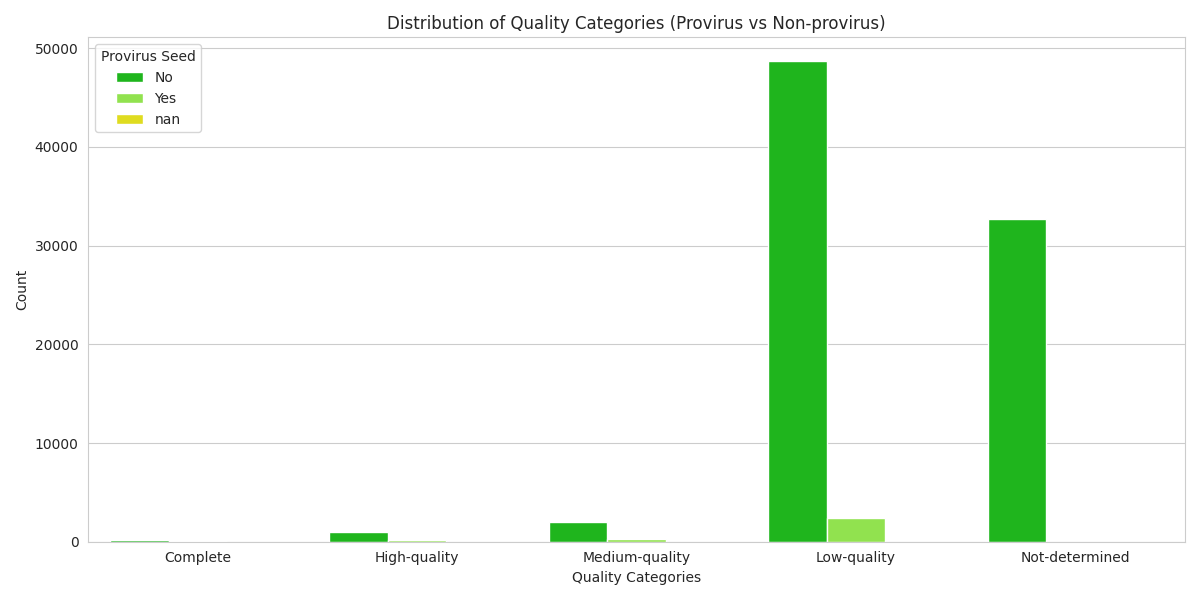 Distribution of Quality Categories (Provirus vs Non-provirus)
Provirus Seed
No
Yes
nan
50000
40000
30000
20000
10000
0
Count
Complete
High-quality
Medium-quality
Low-quality
Not-determined
Quality Categories